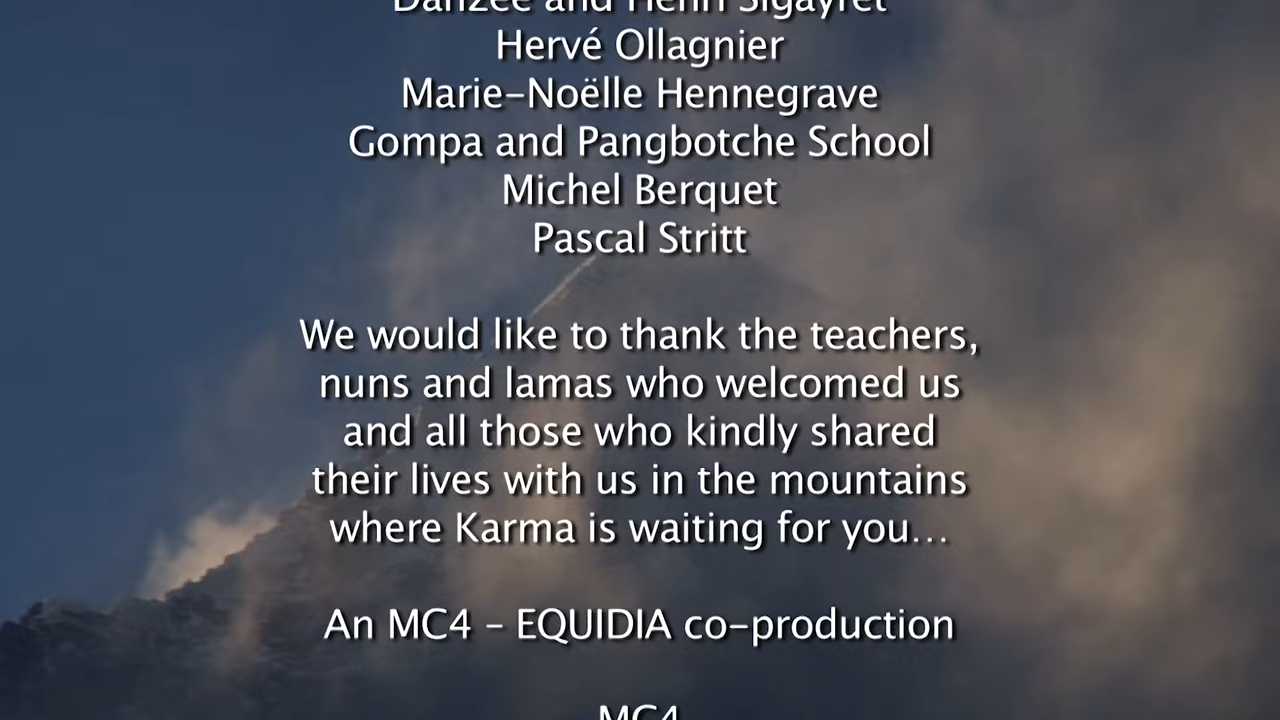 Danzee and Henri Sigayret
Hervé Ollagnier
Marie-Noëlle Hennegrave
Gompa and Pangbotche School
Michel Berquet
Pascal Stritt
We would like to thank the teachers,
nuns and lamas who welcomed us
and all those who kindly shared
their lives with us in the mountains
where Karma is waiting for you...
An MC4 - EQUIDIA co-production
MC4